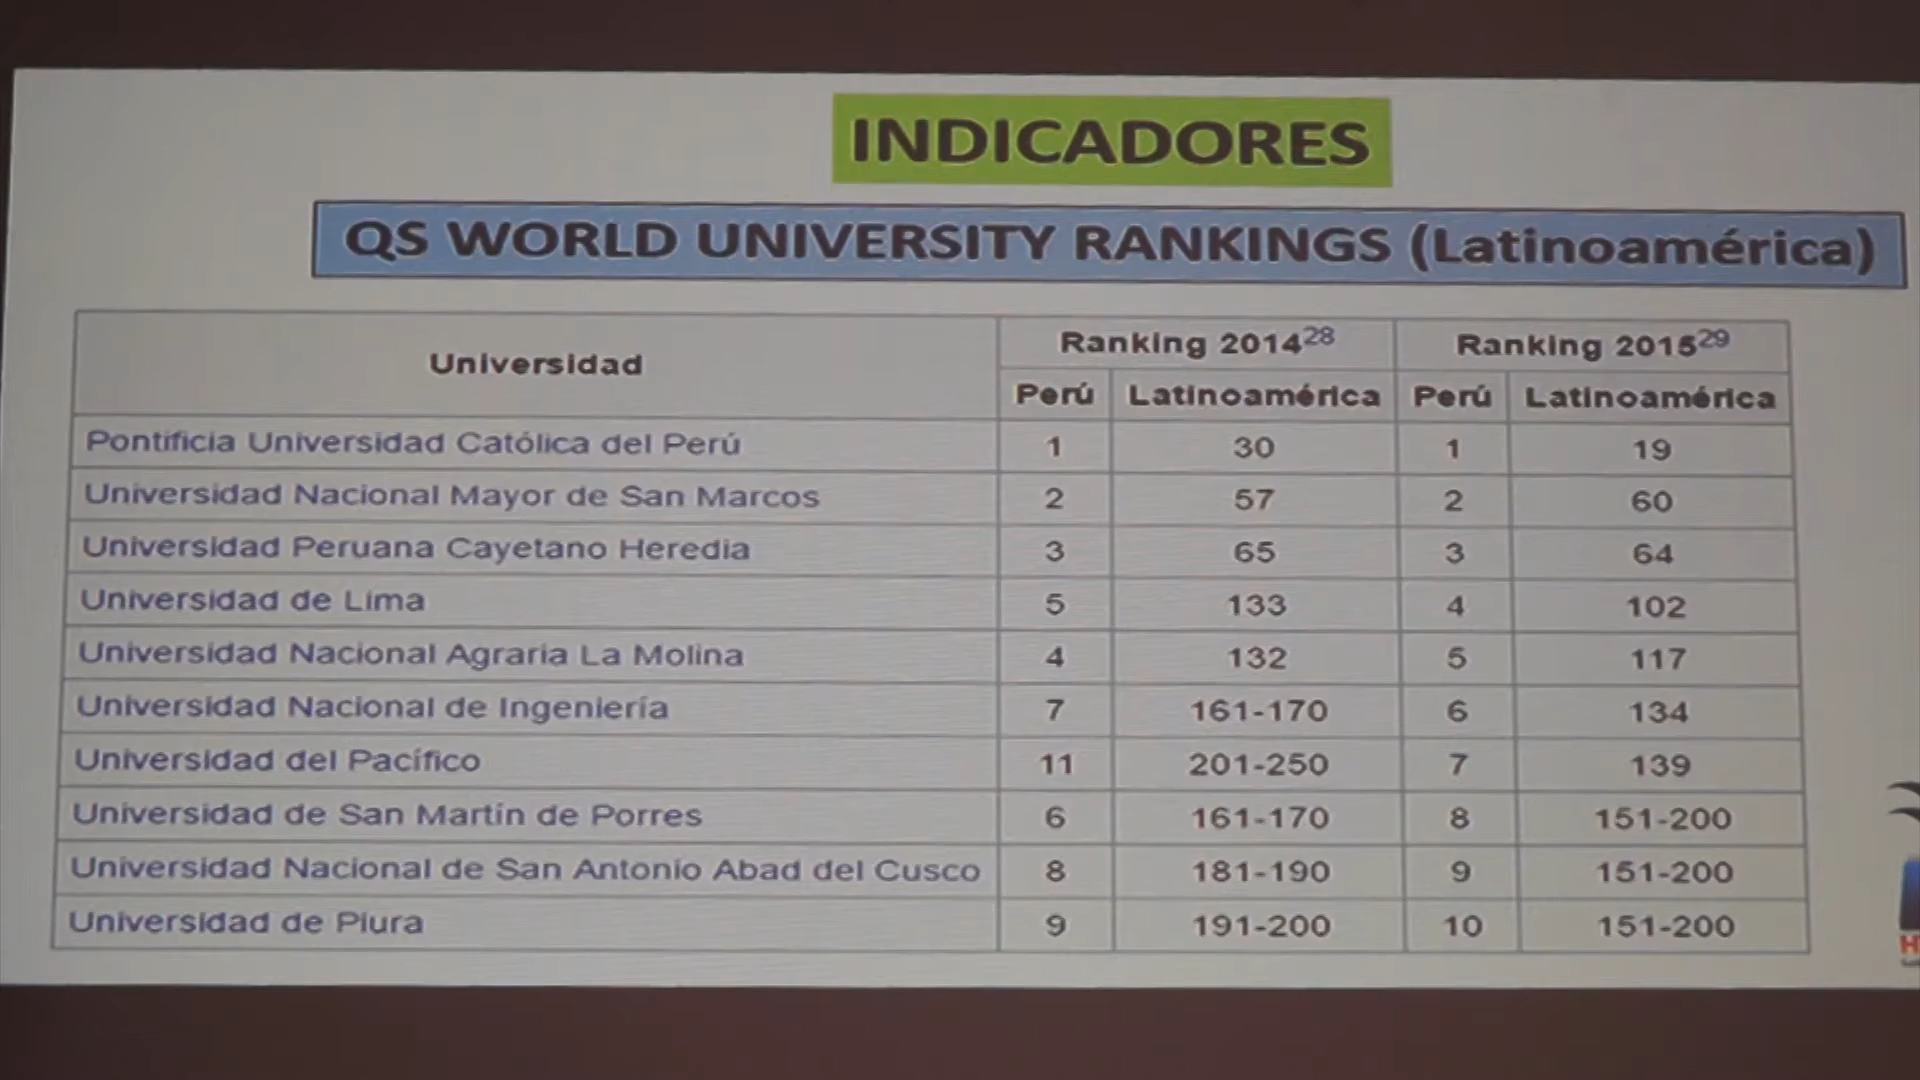 INDICADORES
QS WORLD UNIVERSITY RANKINGS (Latinoamérica)
Universidad Ranking 2014²⁸ Ranking 2015²⁹
Perú Latinoamérica Perú Latinoamérica
Pontificia Universidad Católica del Perú 1 30 1 19
Universidad Nacional Mayor de San Marcos 2 57 2 60
Universidad Peruana Cayetano Heredia 3 65 3 64
Universidad de Lima 5 133 4 102
Universidad Nacional Agraria La Molina 4 132 5 117
Universidad Nacional de Ingeniería 7 161-170 6 134
Universidad del Pacífico 11 201-250 7 139
Universidad de San Martín de Porres 6 161-170 8 151-200
Universidad Nacional de San Antonio Abad del Cusco 8 181-190 9 151-200
Universidad de Piura 9 191-200 10 151-200